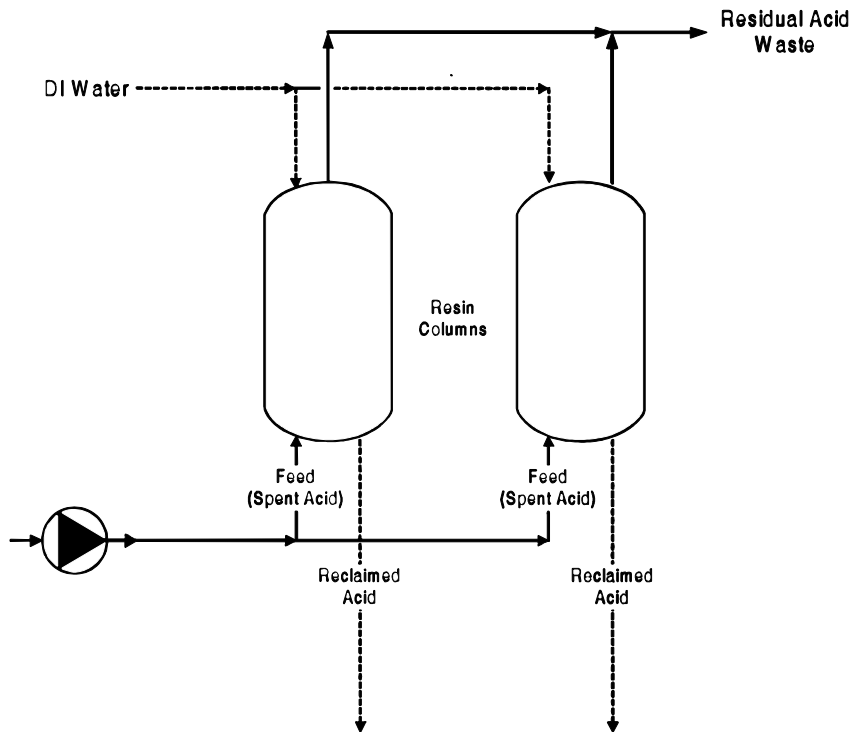 Residual Acid
Waste
DI Water
Resin
Columns
Feed
(Spent Acid)
Feed
(Spent Acid)
Reclaimed
Acid
Reclaimed
Acid